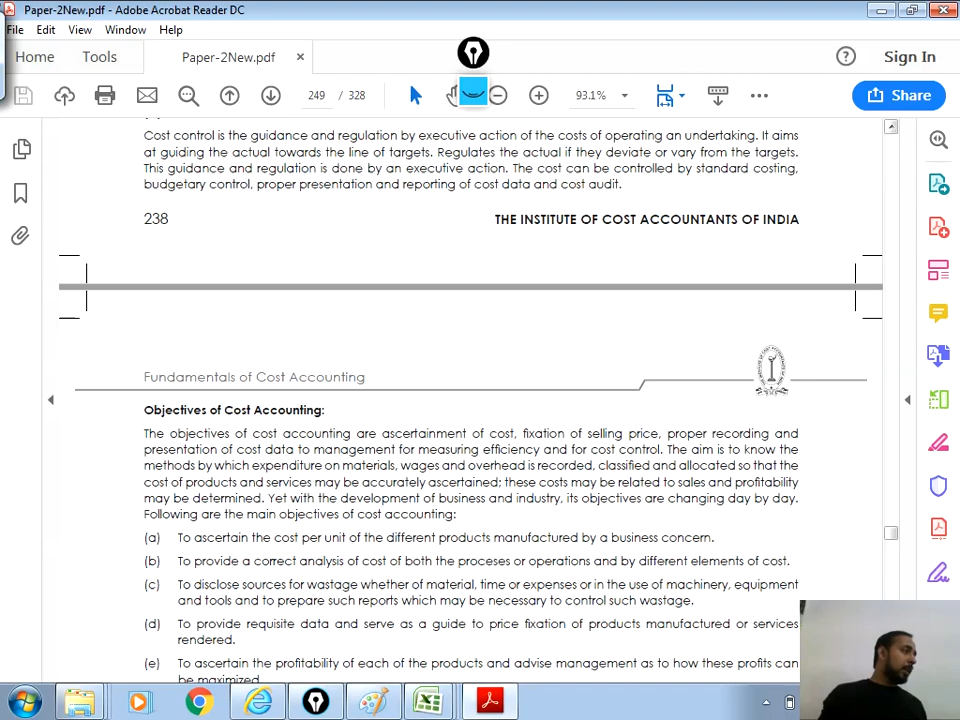 Paper-2New.pdf - Adobe Acrobat Reader DC
File Edit View Window Help
Home Tools Paper-2New.pdf × Sign In
249 / 328 93.1% Share
Cost control is the guidance and regulation by executive action of the costs of operating an undertaking. It aims
at guiding the actual towards the line of targets. Regulates the actual if they deviate or vary from the targets.
This guidance and regulation is done by an executive action. The cost can be controlled by standard costing,
budgetary control, proper presentation and reporting of cost data and cost audit.
238 THE INSTITUTE OF COST ACCOUNTANTS OF INDIA
Fundamentals of Cost Accounting
Objectives of Cost Accounting:
The objectives of cost accounting are ascertainment of cost, fixation of selling price, proper recording and
presentation of cost data to management for measuring efficiency and for cost control. The aim is to know the
methods by which expenditure on materials, wages and overhead is recorded, classified and allocated so that the
cost of products and services may be accurately ascertained; these costs may be related to sales and profitability
may be determined. Yet with the development of business and industry, its objectives are changing day by day.
Following are the main objectives of cost accounting:
(a) To ascertain the cost per unit of the different products manufactured by a business concern.
(b) To provide a correct analysis of cost of both the proceses or operations and by different elements of cost.
(c) To disclose sources for wastage whether of material, time or expenses or in the use of machinery, equipment
and tools and to prepare such reports which may be necessary to control such wastage.
(d) To provide requisite data and serve as a guide to price fixation of products manufactured or services
rendered.
(e) To ascertain the profitability of each of the products and advise management as to how these profits can
be maximized